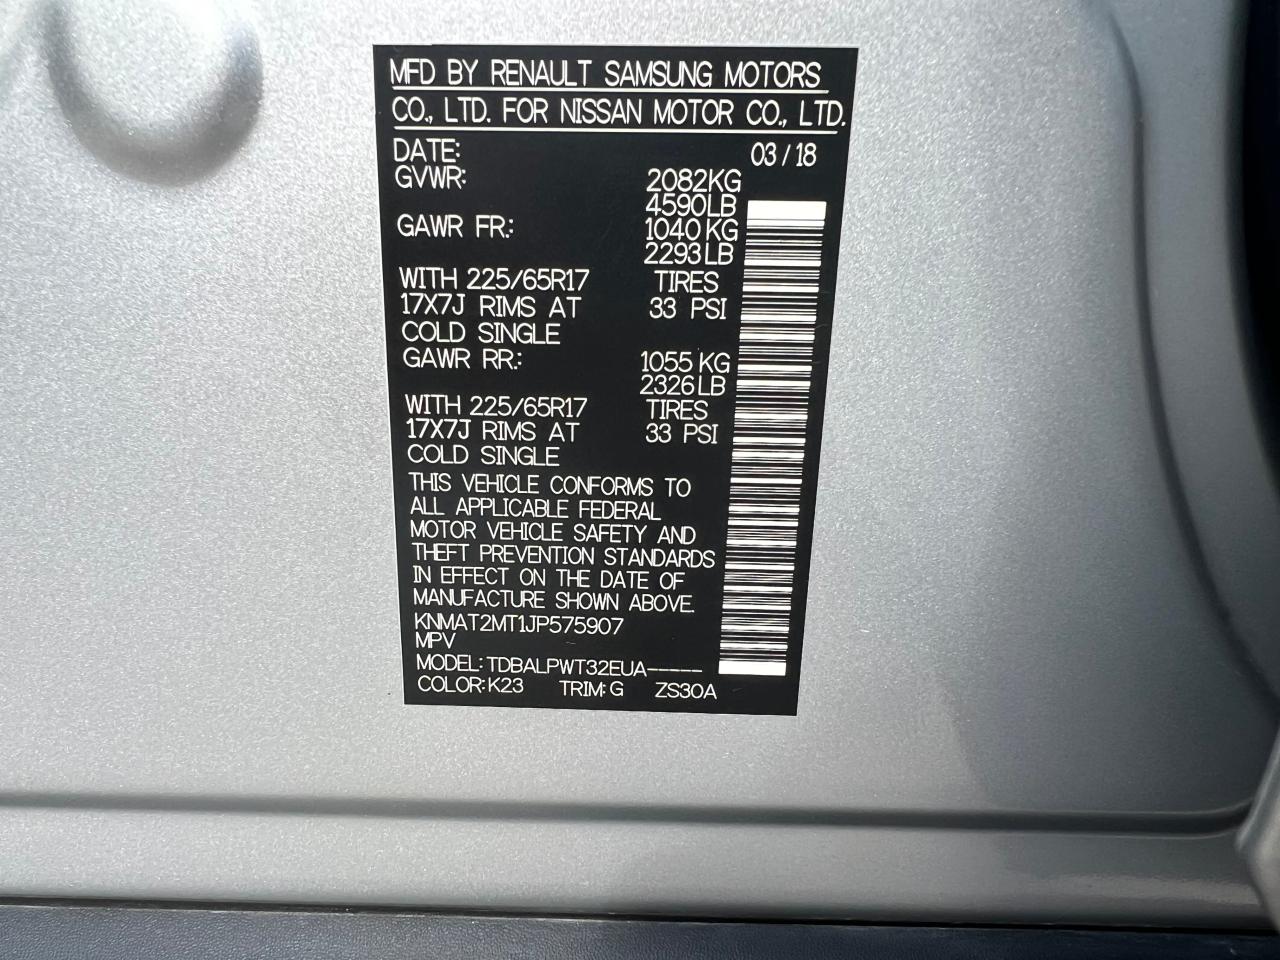 MFD BY RENAULT SAMSUNG MOTORS
CO., LTD. FOR NISSAN MOTOR CO., LTD.
DATE: 03 / 18
GVWR: 2082KG
4590LB
GAWR FR.: 1040 KG
2293 LB
WITH 225/65R17 TIRES
17X7J RIMS AT 33 PSI
COLD SINGLE
GAWR RR.: 1055 KG
2326 LB
WITH 225/65R17 TIRES
17X7J RIMS AT 33 PSI
COLD SINGLE
THIS VEHICLE CONFORMS TO
ALL APPLICABLE FEDERAL
MOTOR VEHICLE SAFETY AND
THEFT PREVENTION STANDARDS
IN EFFECT ON THE DATE OF
MANUFACTURE SHOWN ABOVE.
KNMAT2MT1JP575907
MPV
MODEL: TDBALPWT32EUA-----
COLOR: K23 TRIM: G ZS30A